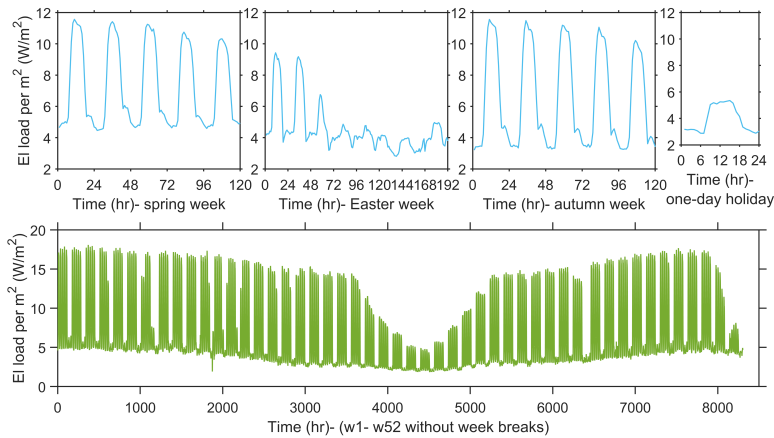 El load per m2 (W/m2)
12 10 8 6 4 2
0 24 48 72 96 120
Time (hr)- spring week
12 10 8 6 4 2
0 24 48 72 96 120 144 168 192
Time (hr)- Easter week
12 10 8 6 4 2
0 24 48 72 96 120
Time (hr)- autumn week
12 10 8 6 4 2
0 6 12 18 24
Time (hr)-
one-day holiday
El load per m2 (W/m2)
20 15 10 5 0
0 1000 2000 3000 4000 5000 6000 7000 8000
Time (hr)- (w1- w52 without week breaks)